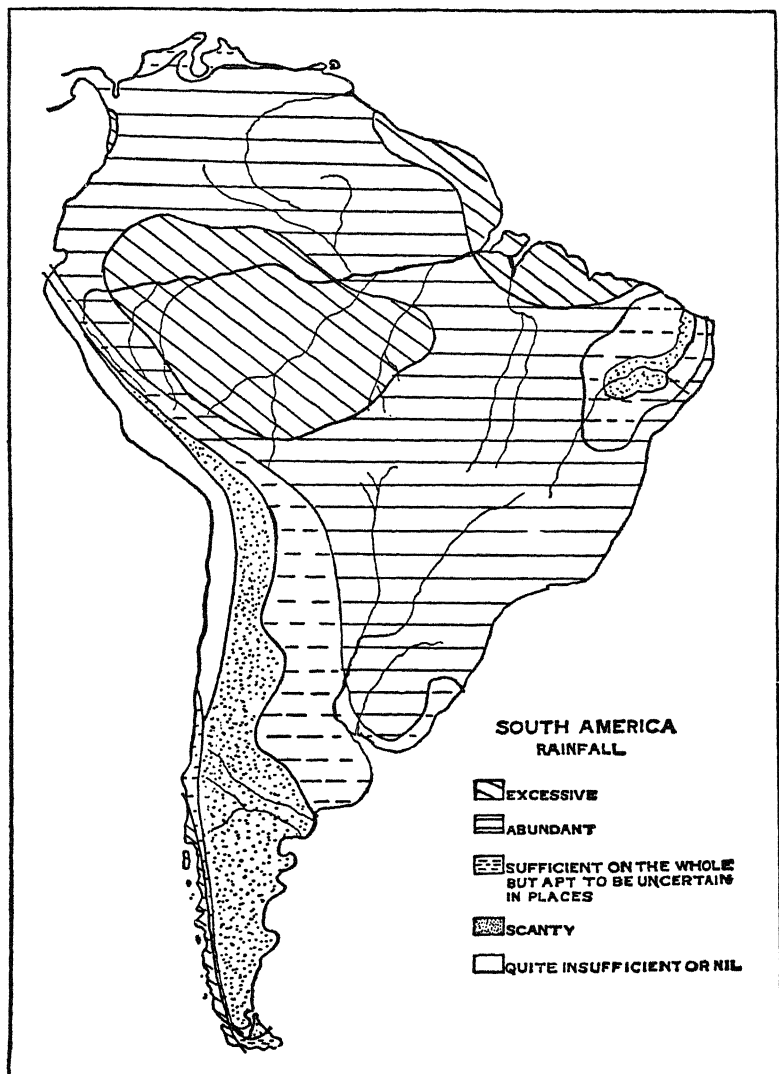 SOUTH AMERICA
RAINFALL
EXCESSIVE
ABUNDANT
SUFFICIENT ON THE WHOLE
BUT APT TO BE UNCERTAIN
IN PLACES
SCANTY
QUITE INSUFFICIENT OR NIL